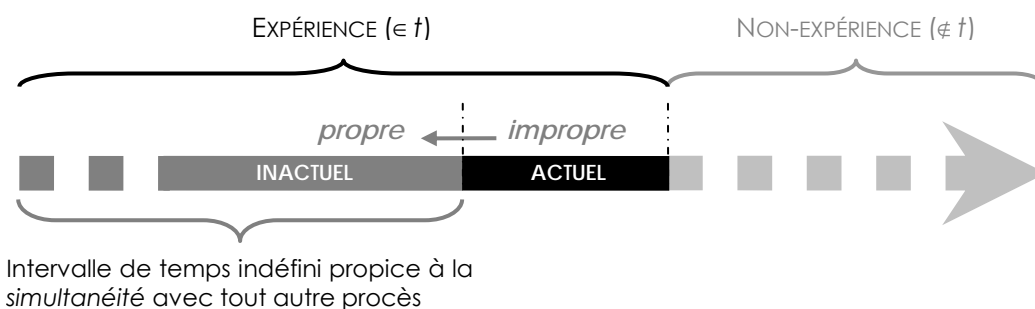 EXPÉRIENCE (∈ t)
NON-EXPÉRIENCE (∉ t)
propre
impropre
INACTUEL
ACTUEL
Intervalle de temps indéfini propice à la
simultanéité avec tout autre procès